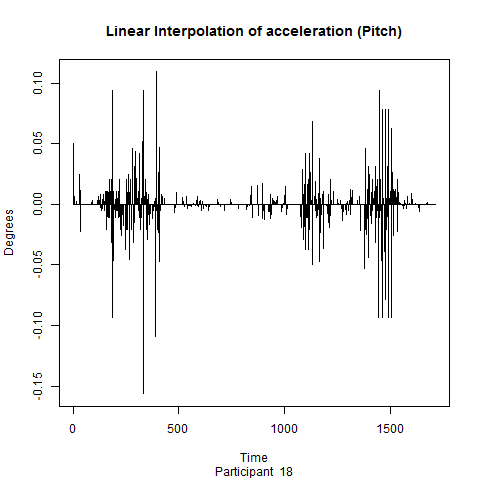 Linear Interpolation of acceleration (Pitch)
0.10
0.05
0.00
-0.05
-0.10
-0.15
Degrees
0 500 1000 1500
Time
Participant 18